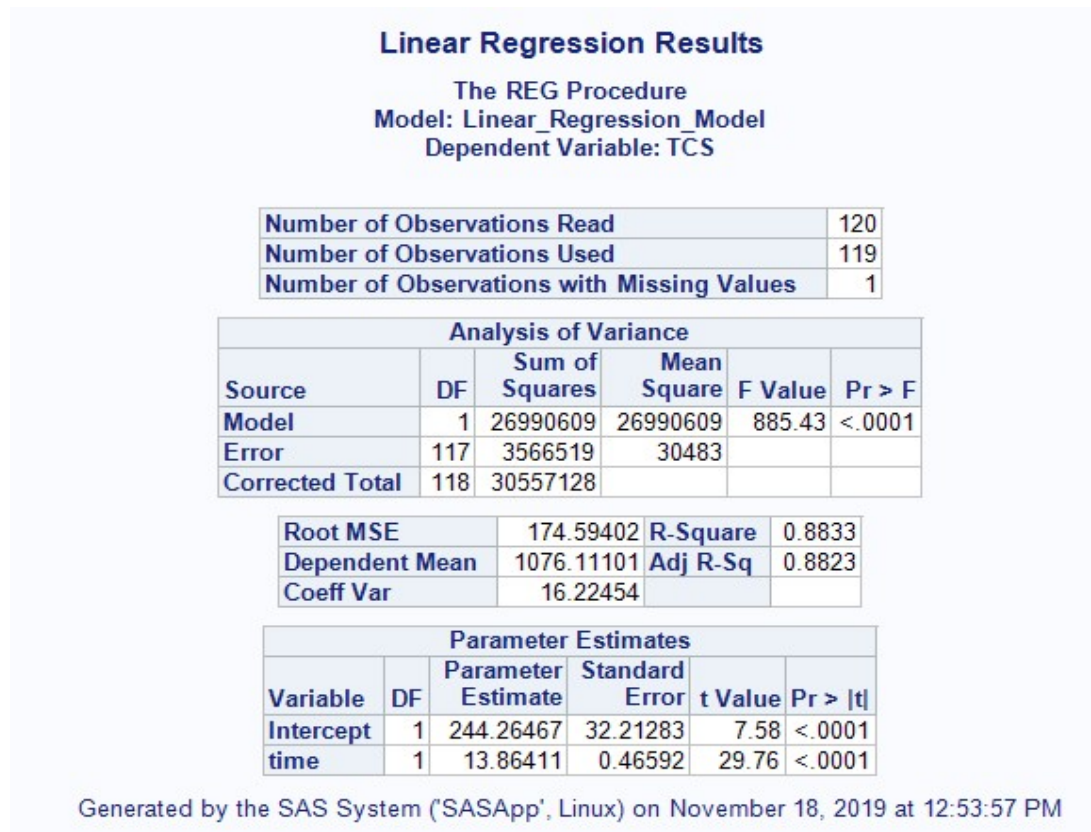 Linear Regression Results
The REG Procedure
Model: Linear_Regression_Model
Dependent Variable: TCS
Number of Observations Read 120
Number of Observations Used 119
Number of Observations with Missing Values 1
Analysis of Variance
Source DF Sum of Squares Mean Square F Value Pr > F
Model 1 26990609 26990609 885.43 <.0001
Error 117 3566519 30483
Corrected Total 118 30557128
Root MSE 174.59402 R-Square 0.8833
Dependent Mean 1076.11101 Adj R-Sq 0.8823
Coeff Var 16.22454
Parameter Estimates
Variable DF Parameter Estimate Standard Error t Value Pr > |t|
Intercept 1 244.26467 32.21283 7.58 <.0001
time 1 13.86411 0.46592 29.76 <.0001
Generated by the SAS System ('SASApp', Linux) on November 18, 2019 at 12:53:57 PM